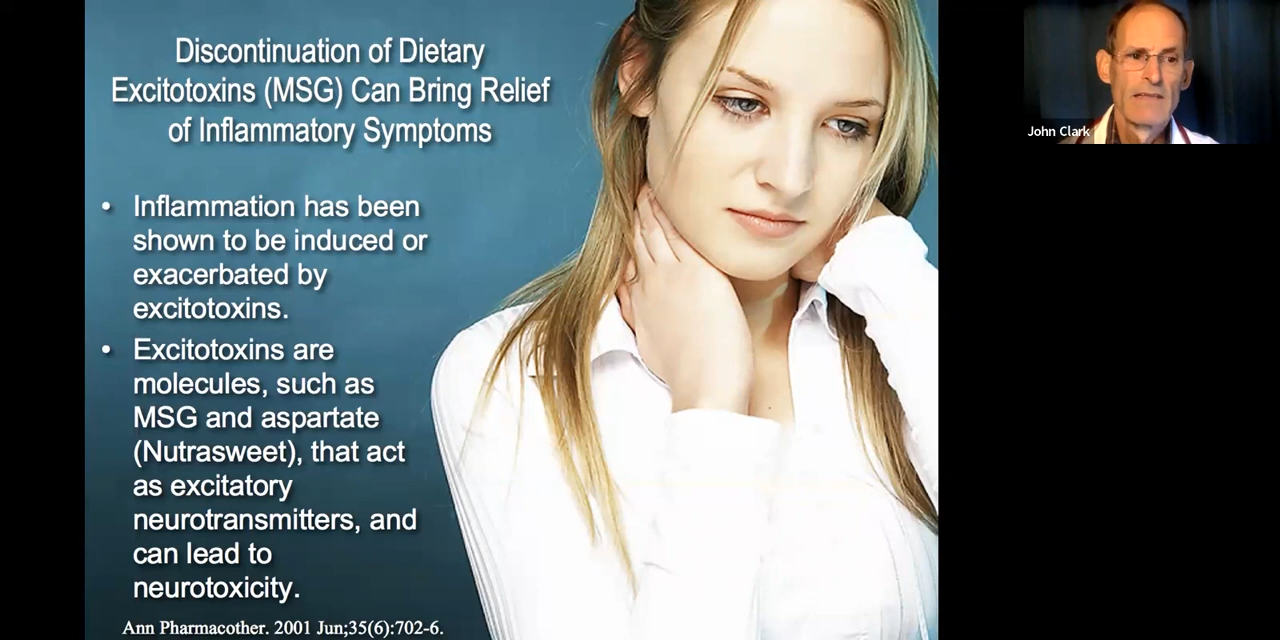 Discontinuation of Dietary
Excitotoxins (MSG) Can Bring Relief
of Inflammatory Symptoms
• Inflammation has been
shown to be induced or
exacerbated by
excitotoxins.
• Excitotoxins are
molecules, such as
MSG and aspartate
(Nutrasweet), that act
as excitatory
neurotransmitters, and
can lead to
neurotoxicity.
Ann Pharmacother. 2001 Jun;35(6):702-6.
John Clark